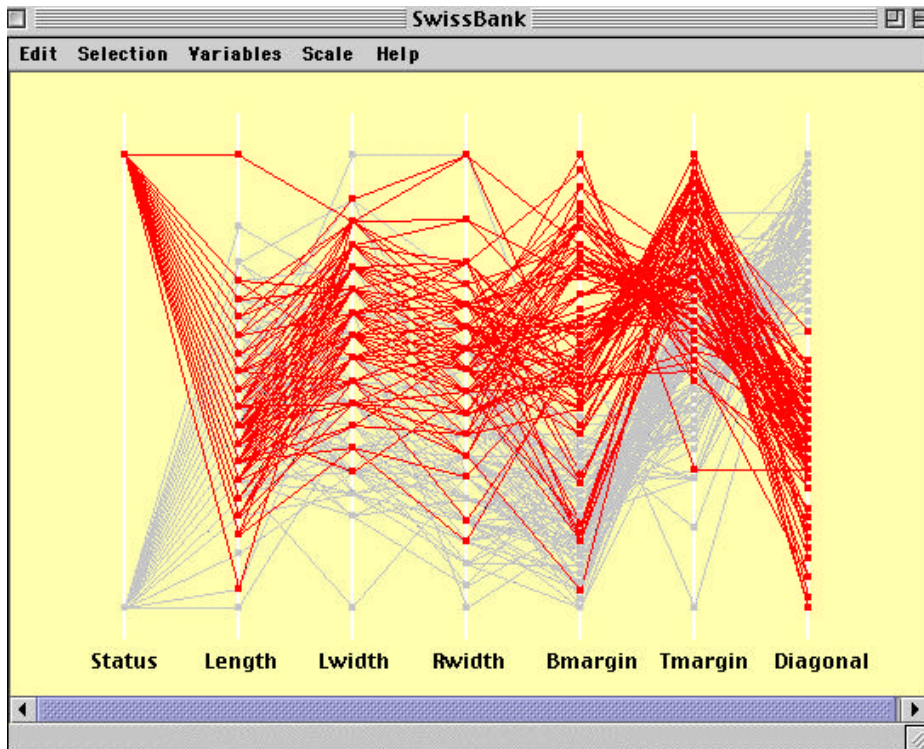 SwissBank
Edit Selection Variables Scale Help
Status Length Lwidth Rwidth Bmargin Tmargin Diagonal